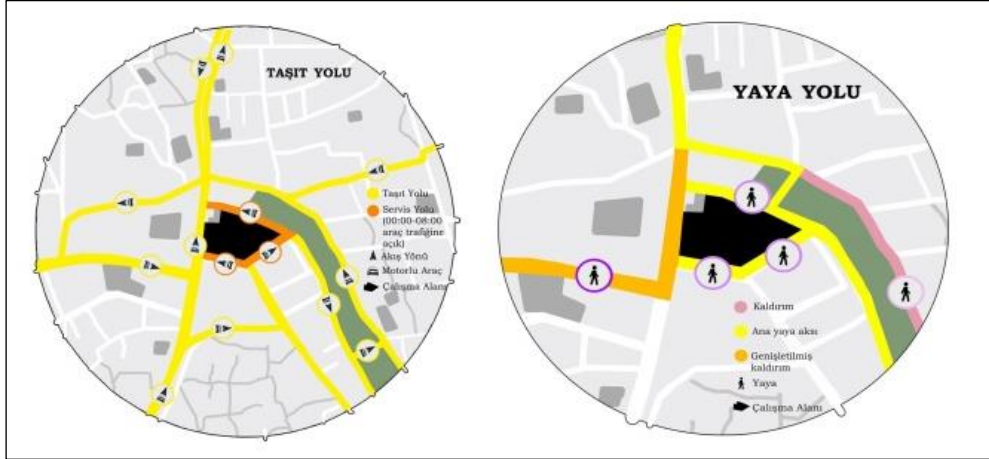 TAŞIT YOLU
Taşıt Yolu
Servis Yolu
(00:00-08:00
araç trafiğine
açık)
Akış Yönü
Motorlu Araç
Çalışma Alanı
YAYA YOLU
Kaldırım
Ana yaya aksı
Genişletilmiş
kaldırım
Yaya
Çalışma Alanı